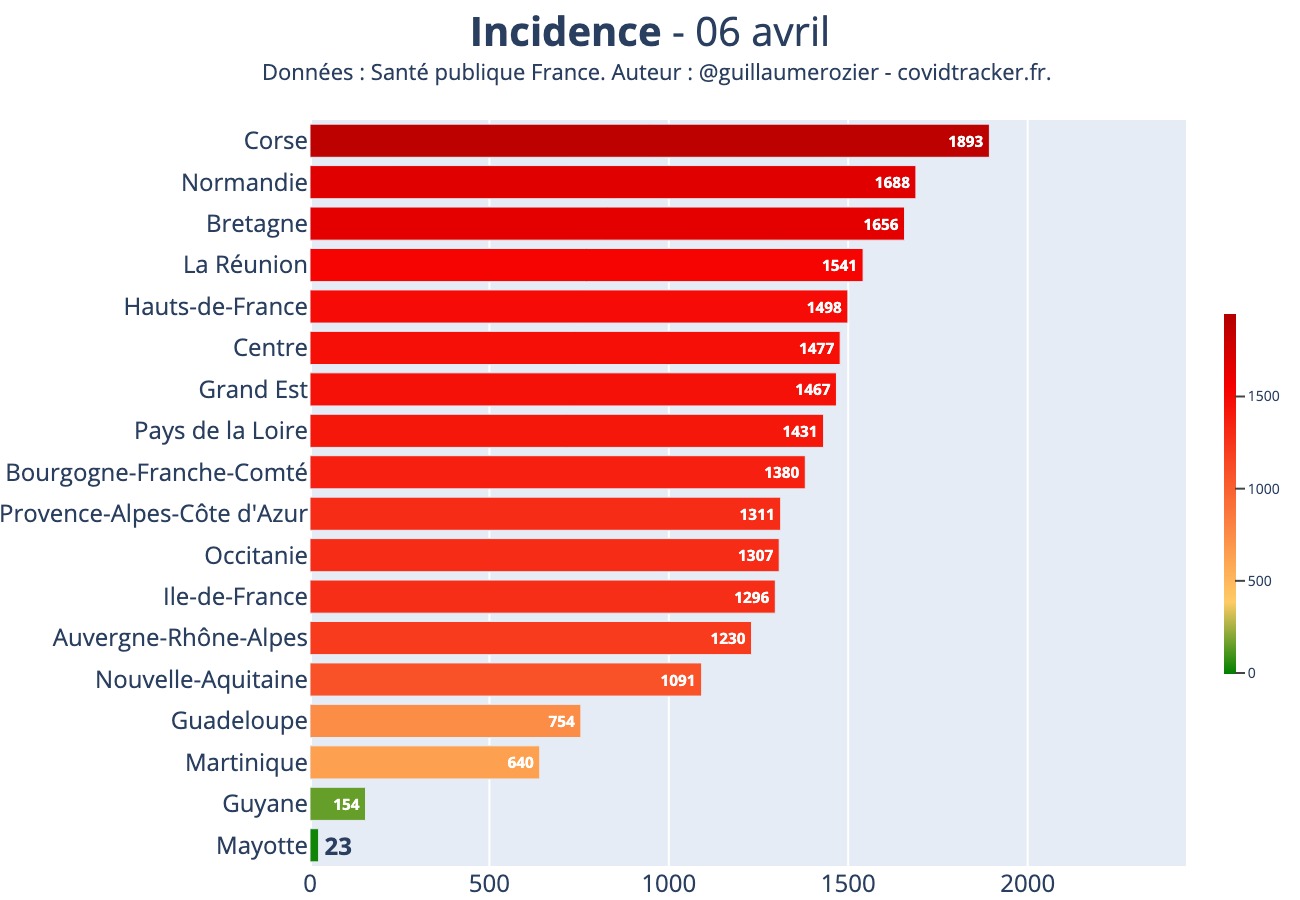 Incidence - 06 avril
Données : Santé publique France. Auteur : @guillaumerozier - covidtracker.fr.
Corse 1893
Normandie 1688
Bretagne 1656
La Réunion 1541
Hauts-de-France 1498
Centre 1477
Grand Est 1467
Pays de la Loire 1431
Bourgogne-Franche-Comté 1380
Provence-Alpes-Côte d'Azur 1311
Occitanie 1307
Ile-de-France 1296
Auvergne-Rhône-Alpes 1230
Nouvelle-Aquitaine 1091
Guadeloupe 754
Martinique 640
Guyane 154
Mayotte 23
0 500 1000 1500 2000
1500
1000
500
0